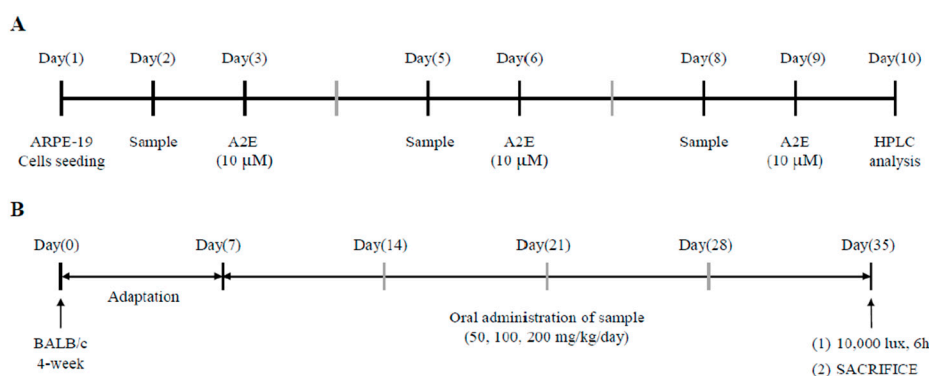 A
Day(1) Day(2) Day(3) Day(5) Day(6) Day(8) Day(9) Day(10)
ARPE-19 Sample A2E Sample A2E Sample A2E HPLC
Cells seeding (10 μM) (10 μM) (10 μM) analysis
B
Day(0) Day(7) Day(14) Day(21) Day(28) Day(35)
Adaptation
Oral administration of sample
(50, 100, 200 mg/kg/day)
BALB/c (1) 10,000 lux, 6h
4-week (2) SACRIFICE